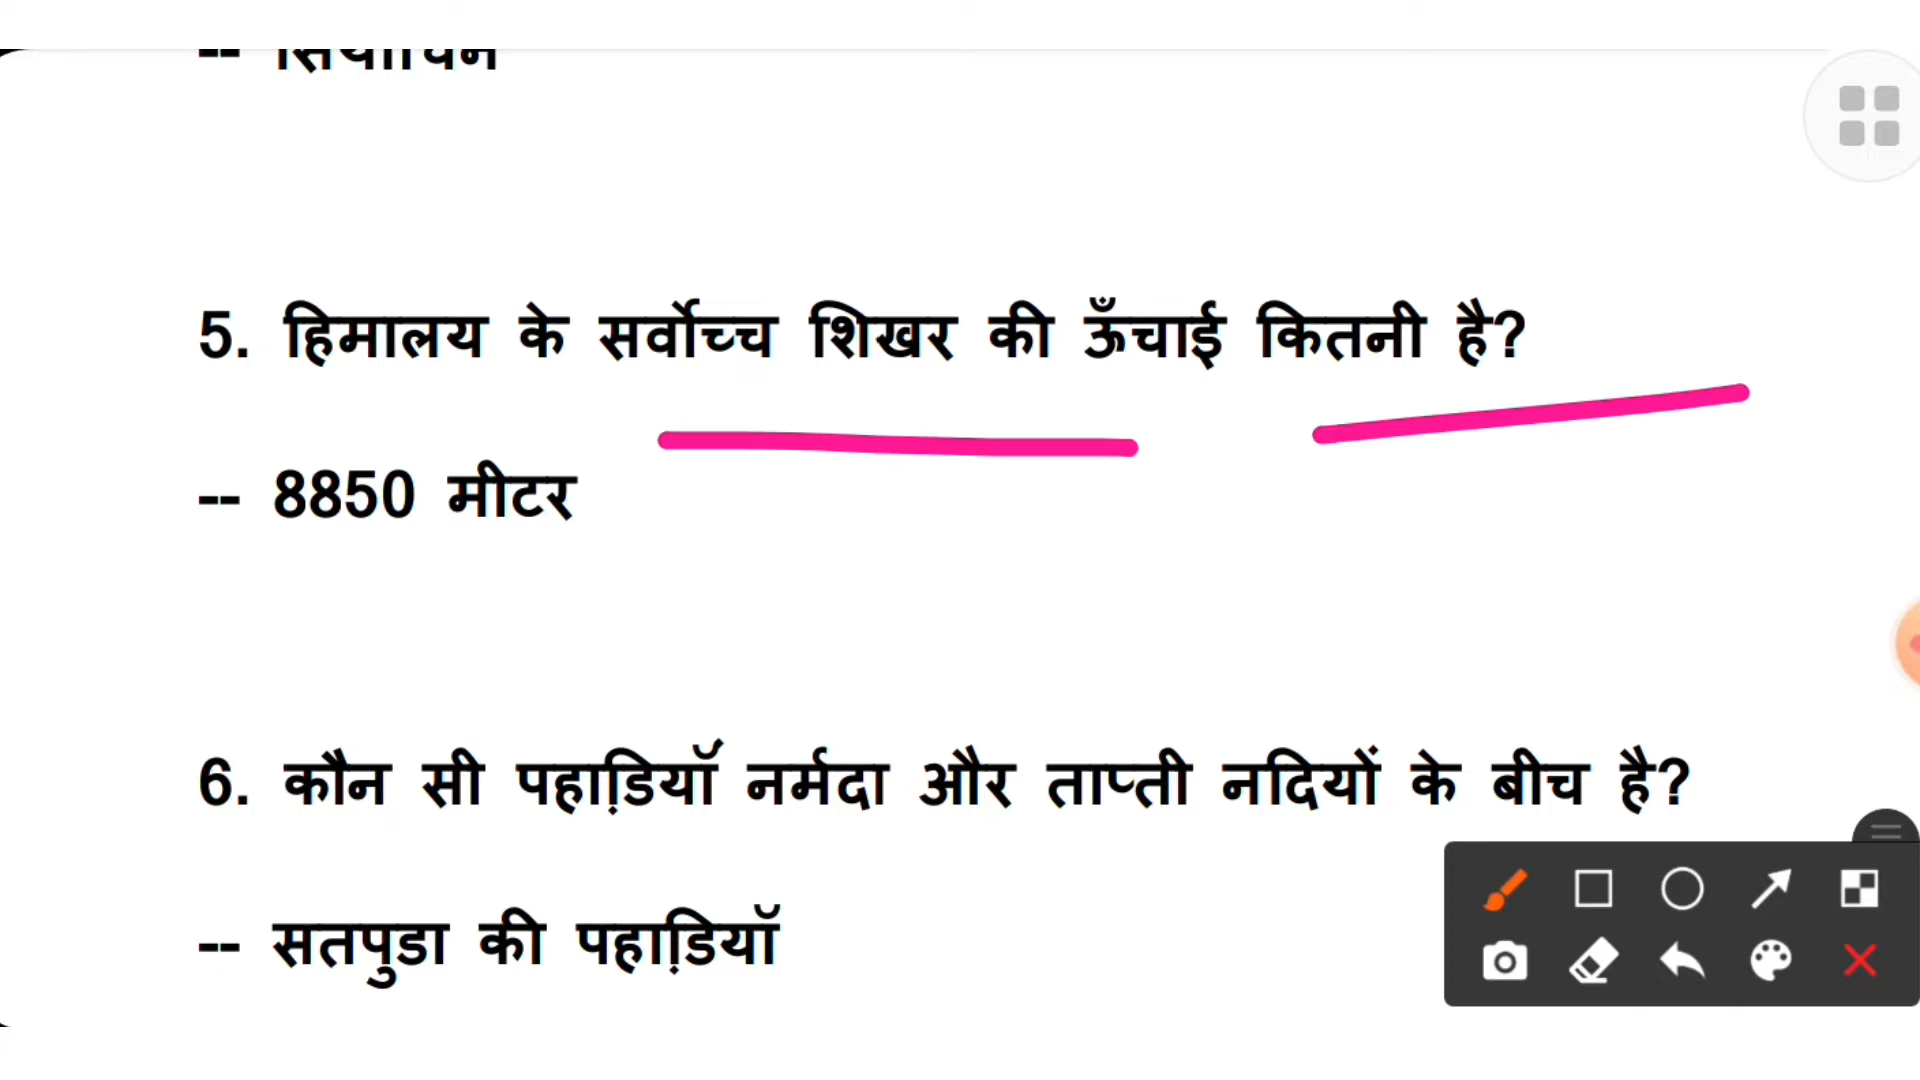 -- सियाचिन
5. हिमालय के सर्वोच्च शिखर की ऊँचाई कितनी है?
-- 8850 मीटर
6. कौन सी पहाडि़यॉ नर्मदा और ताप्ती नदियों के बीच है?
-- सतपुडा की पहाडि़यॉ